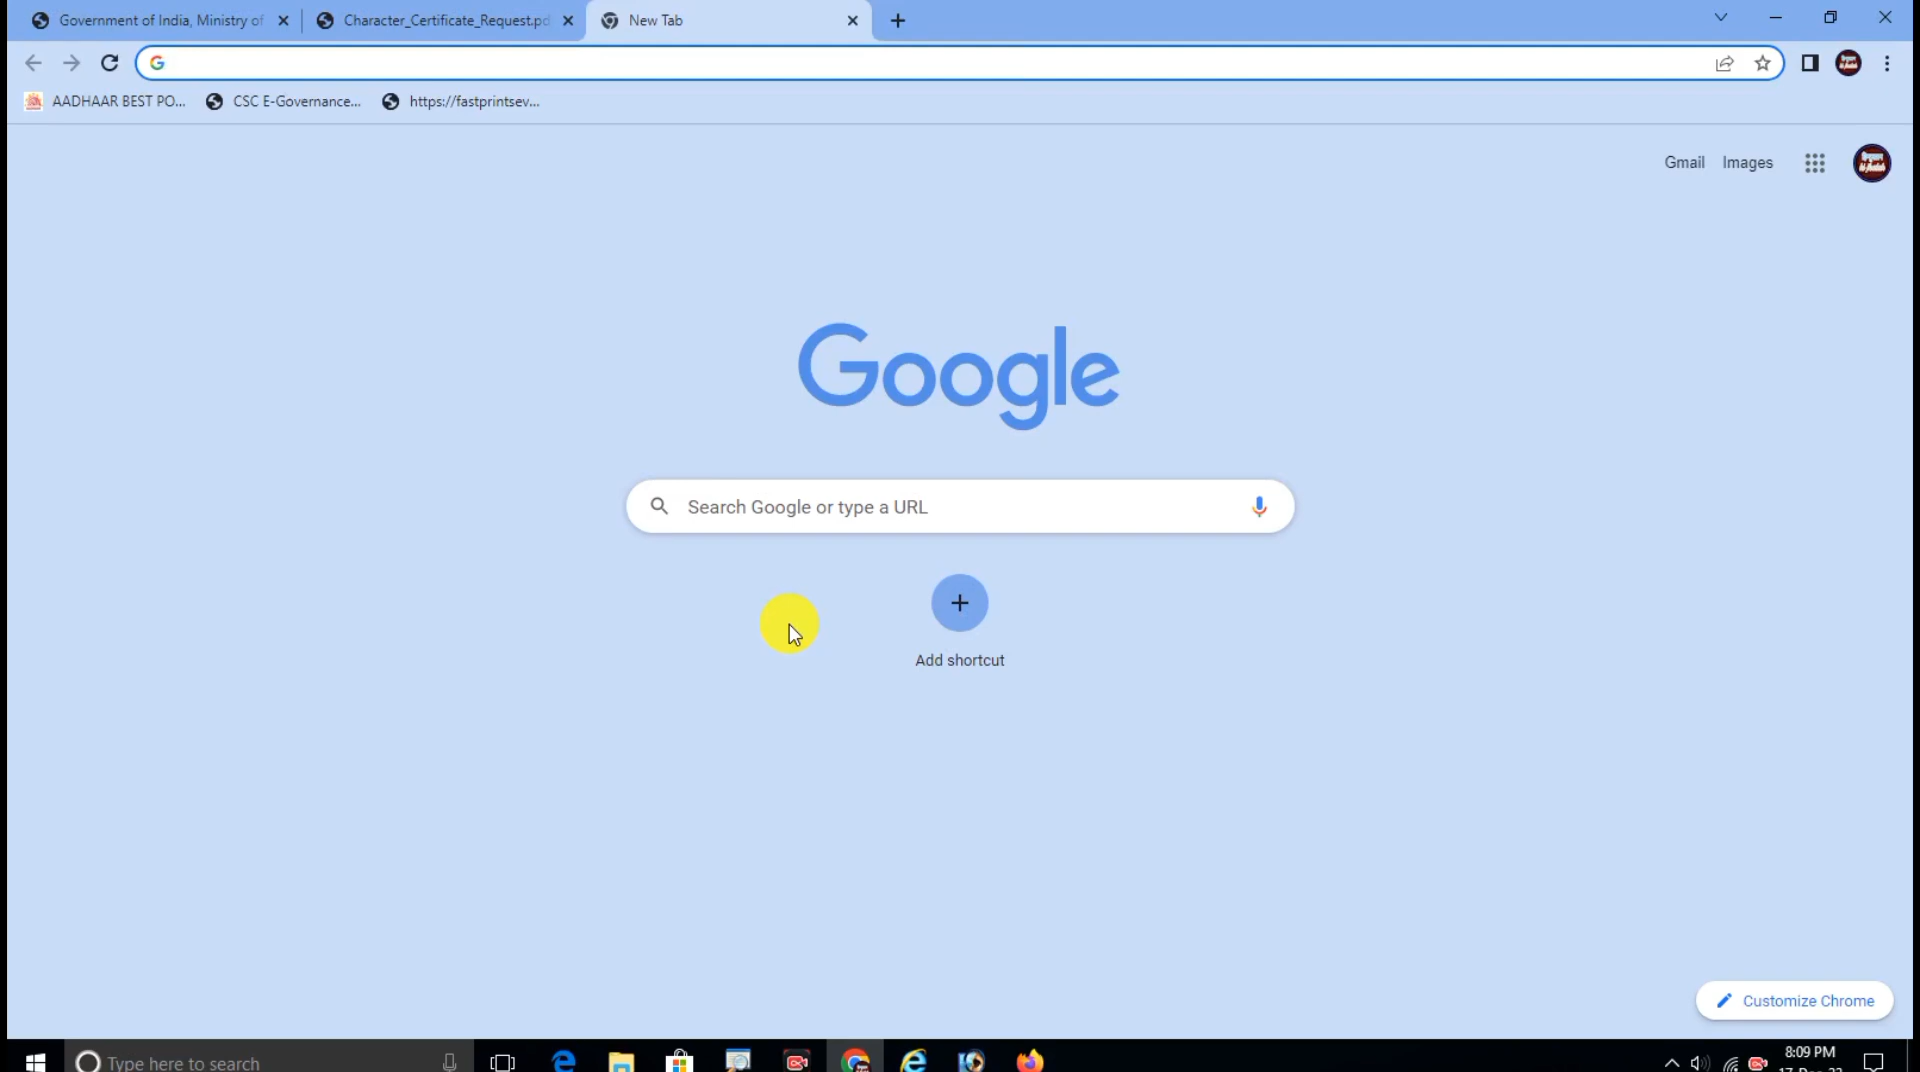 Government of India, Ministry of
Character_Certificate_Request.pd
New Tab
AADHAAR BEST PO...
CSC E-Governance...
https://fastprintsev...
Gmail
Images
Google
Search Google or type a URL
Add shortcut
Customize Chrome
Type here to search
8:09 PM